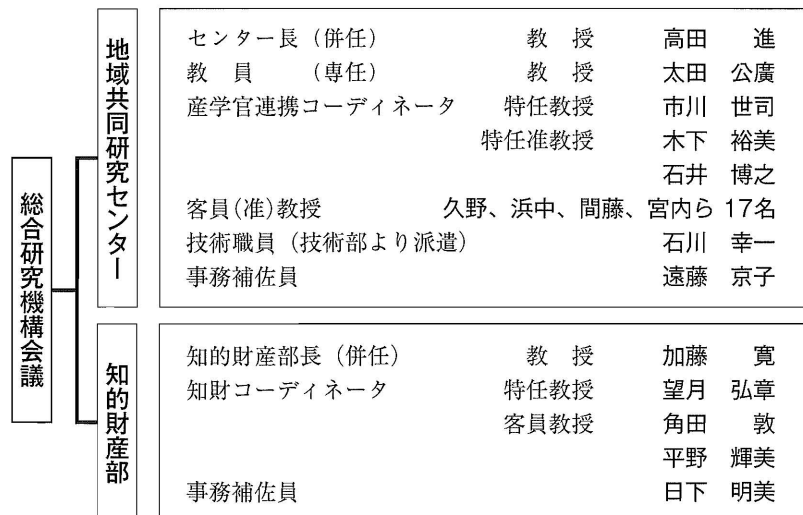 総合研究機構会議
地域共同研究センター
センター長（併任） 教 授 高田 進
教 員 （専任） 教 授 太田 公廣
産学官連携コーディネータ 特任教授 市川 世司
特任准教授 木下 裕美
石井 博之
客員(准)教授 久野、浜中、間藤、宮内ら 17名
技術職員（技術部より派遣） 石川 幸一
事務補佐員 遠藤 京子
知的財産部
知的財産部長（併任） 教 授 加藤 寛
知財コーディネータ 特任教授 望月 弘章
客員教授 角田 敦
平野 輝美
事務補佐員 日下 明美